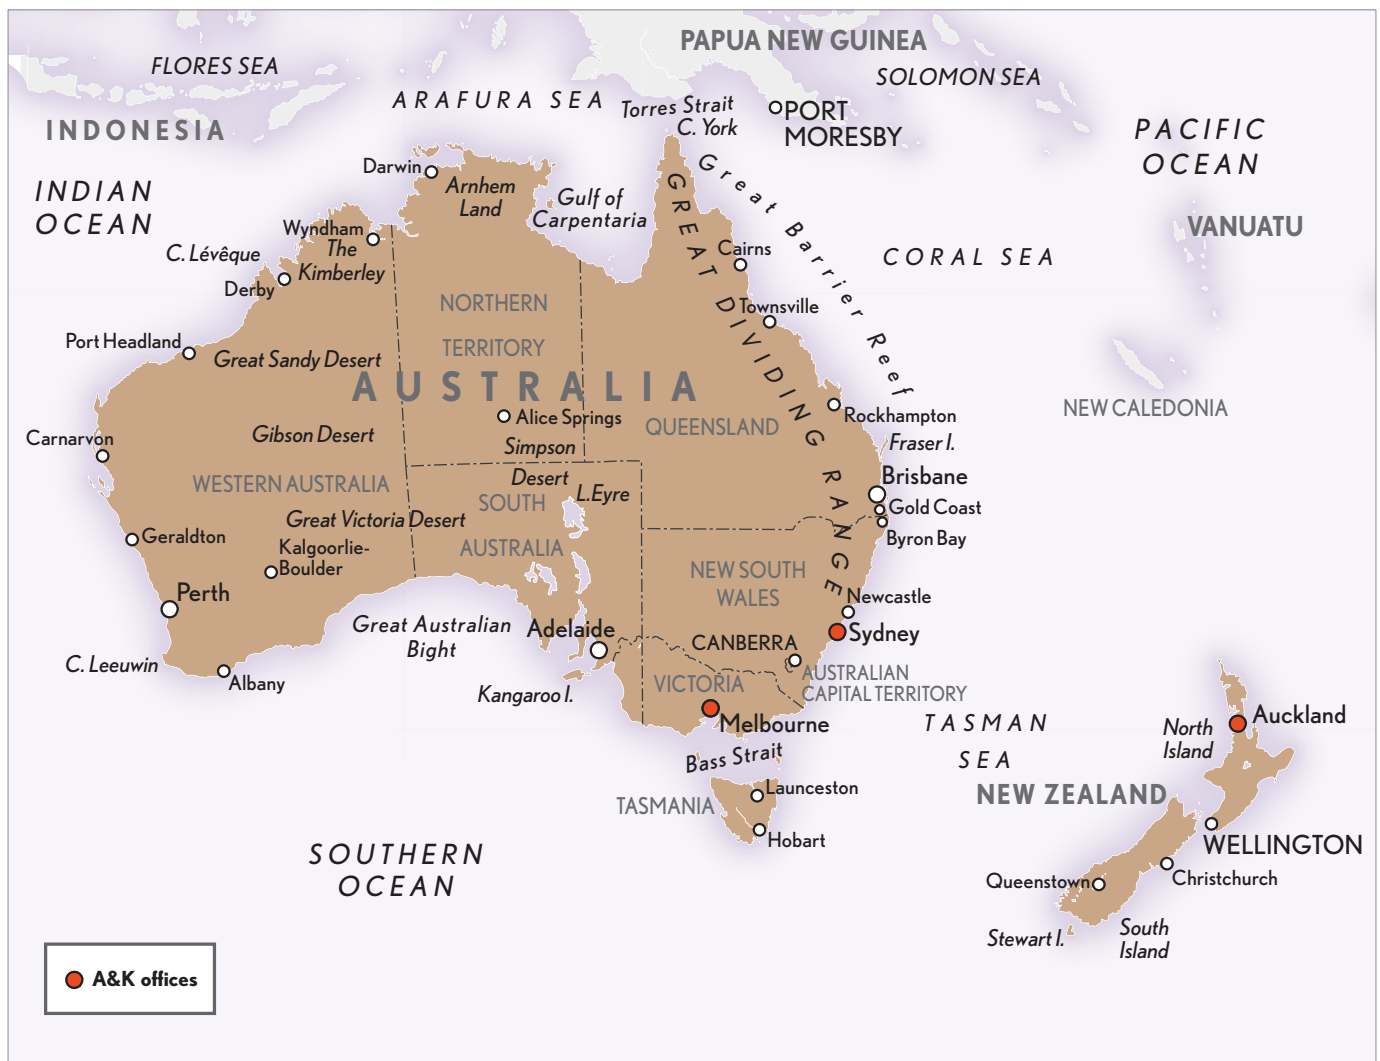 PAPUA NEW GUINEA
FLORES SEA
SOLOMON SEA
ARAFURA SEA
Torres Strait
C. York
PORT
MORESBY
INDONESIA
PACIFIC
OCEAN
INDIAN
OCEAN
Darwin
Arnhem
Land
Gulf of
Carpentaria
Great Barrier Reef
GREAT DIVIDING RANGE
VANUATU
Wyndham
The
Kimberley
C. Lévêque
Derby
Cairns
CORAL SEA
NORTHERN
TERRITORY
Townsville
Port Headland
Great Sandy Desert
AUSTRALIA
Alice Springs
QUEENSLAND
Rockhampton
NEW CALEDONIA
Carnarvon
Gibson Desert
Simpson
Desert
Fraser I.
WESTERN AUSTRALIA
SOUTH
AUSTRALIA
L.Eyre
Brisbane
Gold Coast
Byron Bay
Great Victoria Desert
Geraldton
Kalgoorlie-
Boulder
NEW SOUTH
WALES
Perth
Newcastle
Great Australian
Bight
Adelaide
CANBERRA
Sydney
C. Leeuwin
Albany
Kangaroo I.
VICTORIA
AUSTRALIAN
CAPITAL TERRITORY
Melbourne
TASMAN
SEA
North
Island
Auckland
Bass Strait
TASMANIA
Launceston
Hobart
NEW ZEALAND
WELLINGTON
SOUTHERN
OCEAN
Queenstown
Christchurch
Stewart I.
South
Island
A&K offices